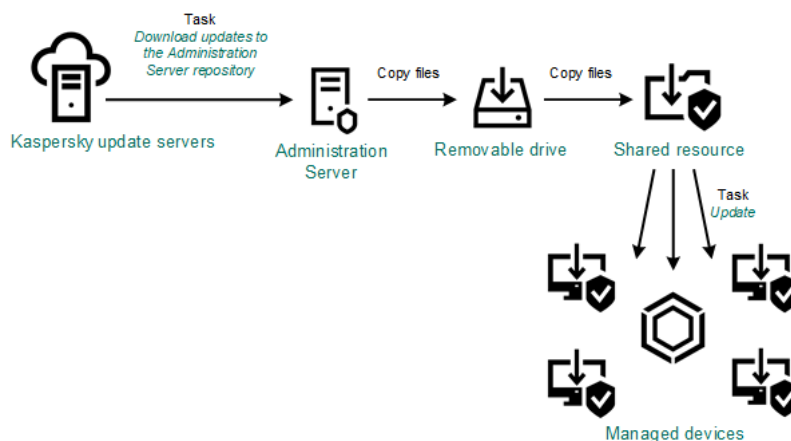 Task
Download updates to
the Administration
Server repository
Copy files
Copy files
Kaspersky update servers
Administration
Server
Removable drive
Shared resource
Task
Update
Managed devices